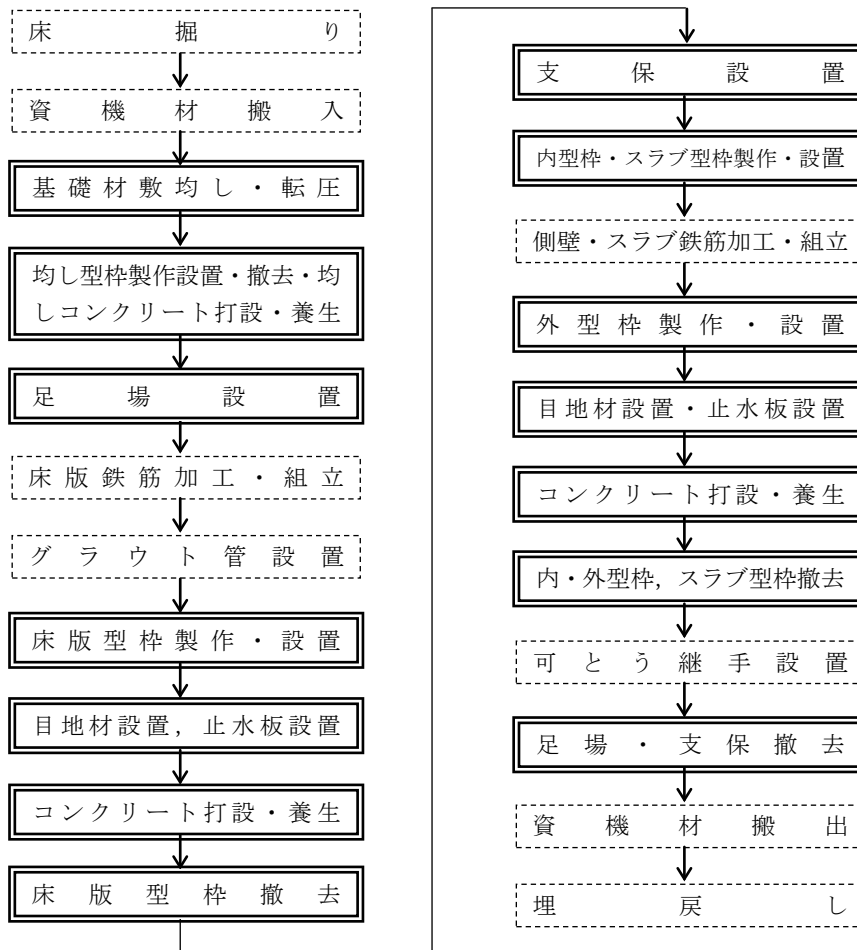 床掘り
資機材搬入
基礎材敷均し・転圧
均し型枠製作設置・撤去・均
しコンクリート打設・養生
足場設置
床版鉄筋加工・組立
グラウト管設置
床版型枠製作・設置
目地材設置，止水板設置
コンクリート打設・養生
床版型枠撤去
支保設置
内型枠・スラブ型枠製作・設置
側壁・スラブ鉄筋加工・組立
外型枠製作・設置
目地材設置・止水板設置
コンクリート打設・養生
内・外型枠，スラブ型枠撤去
可とう継手設置
足場・支保撤去
資機材搬出
埋戻し